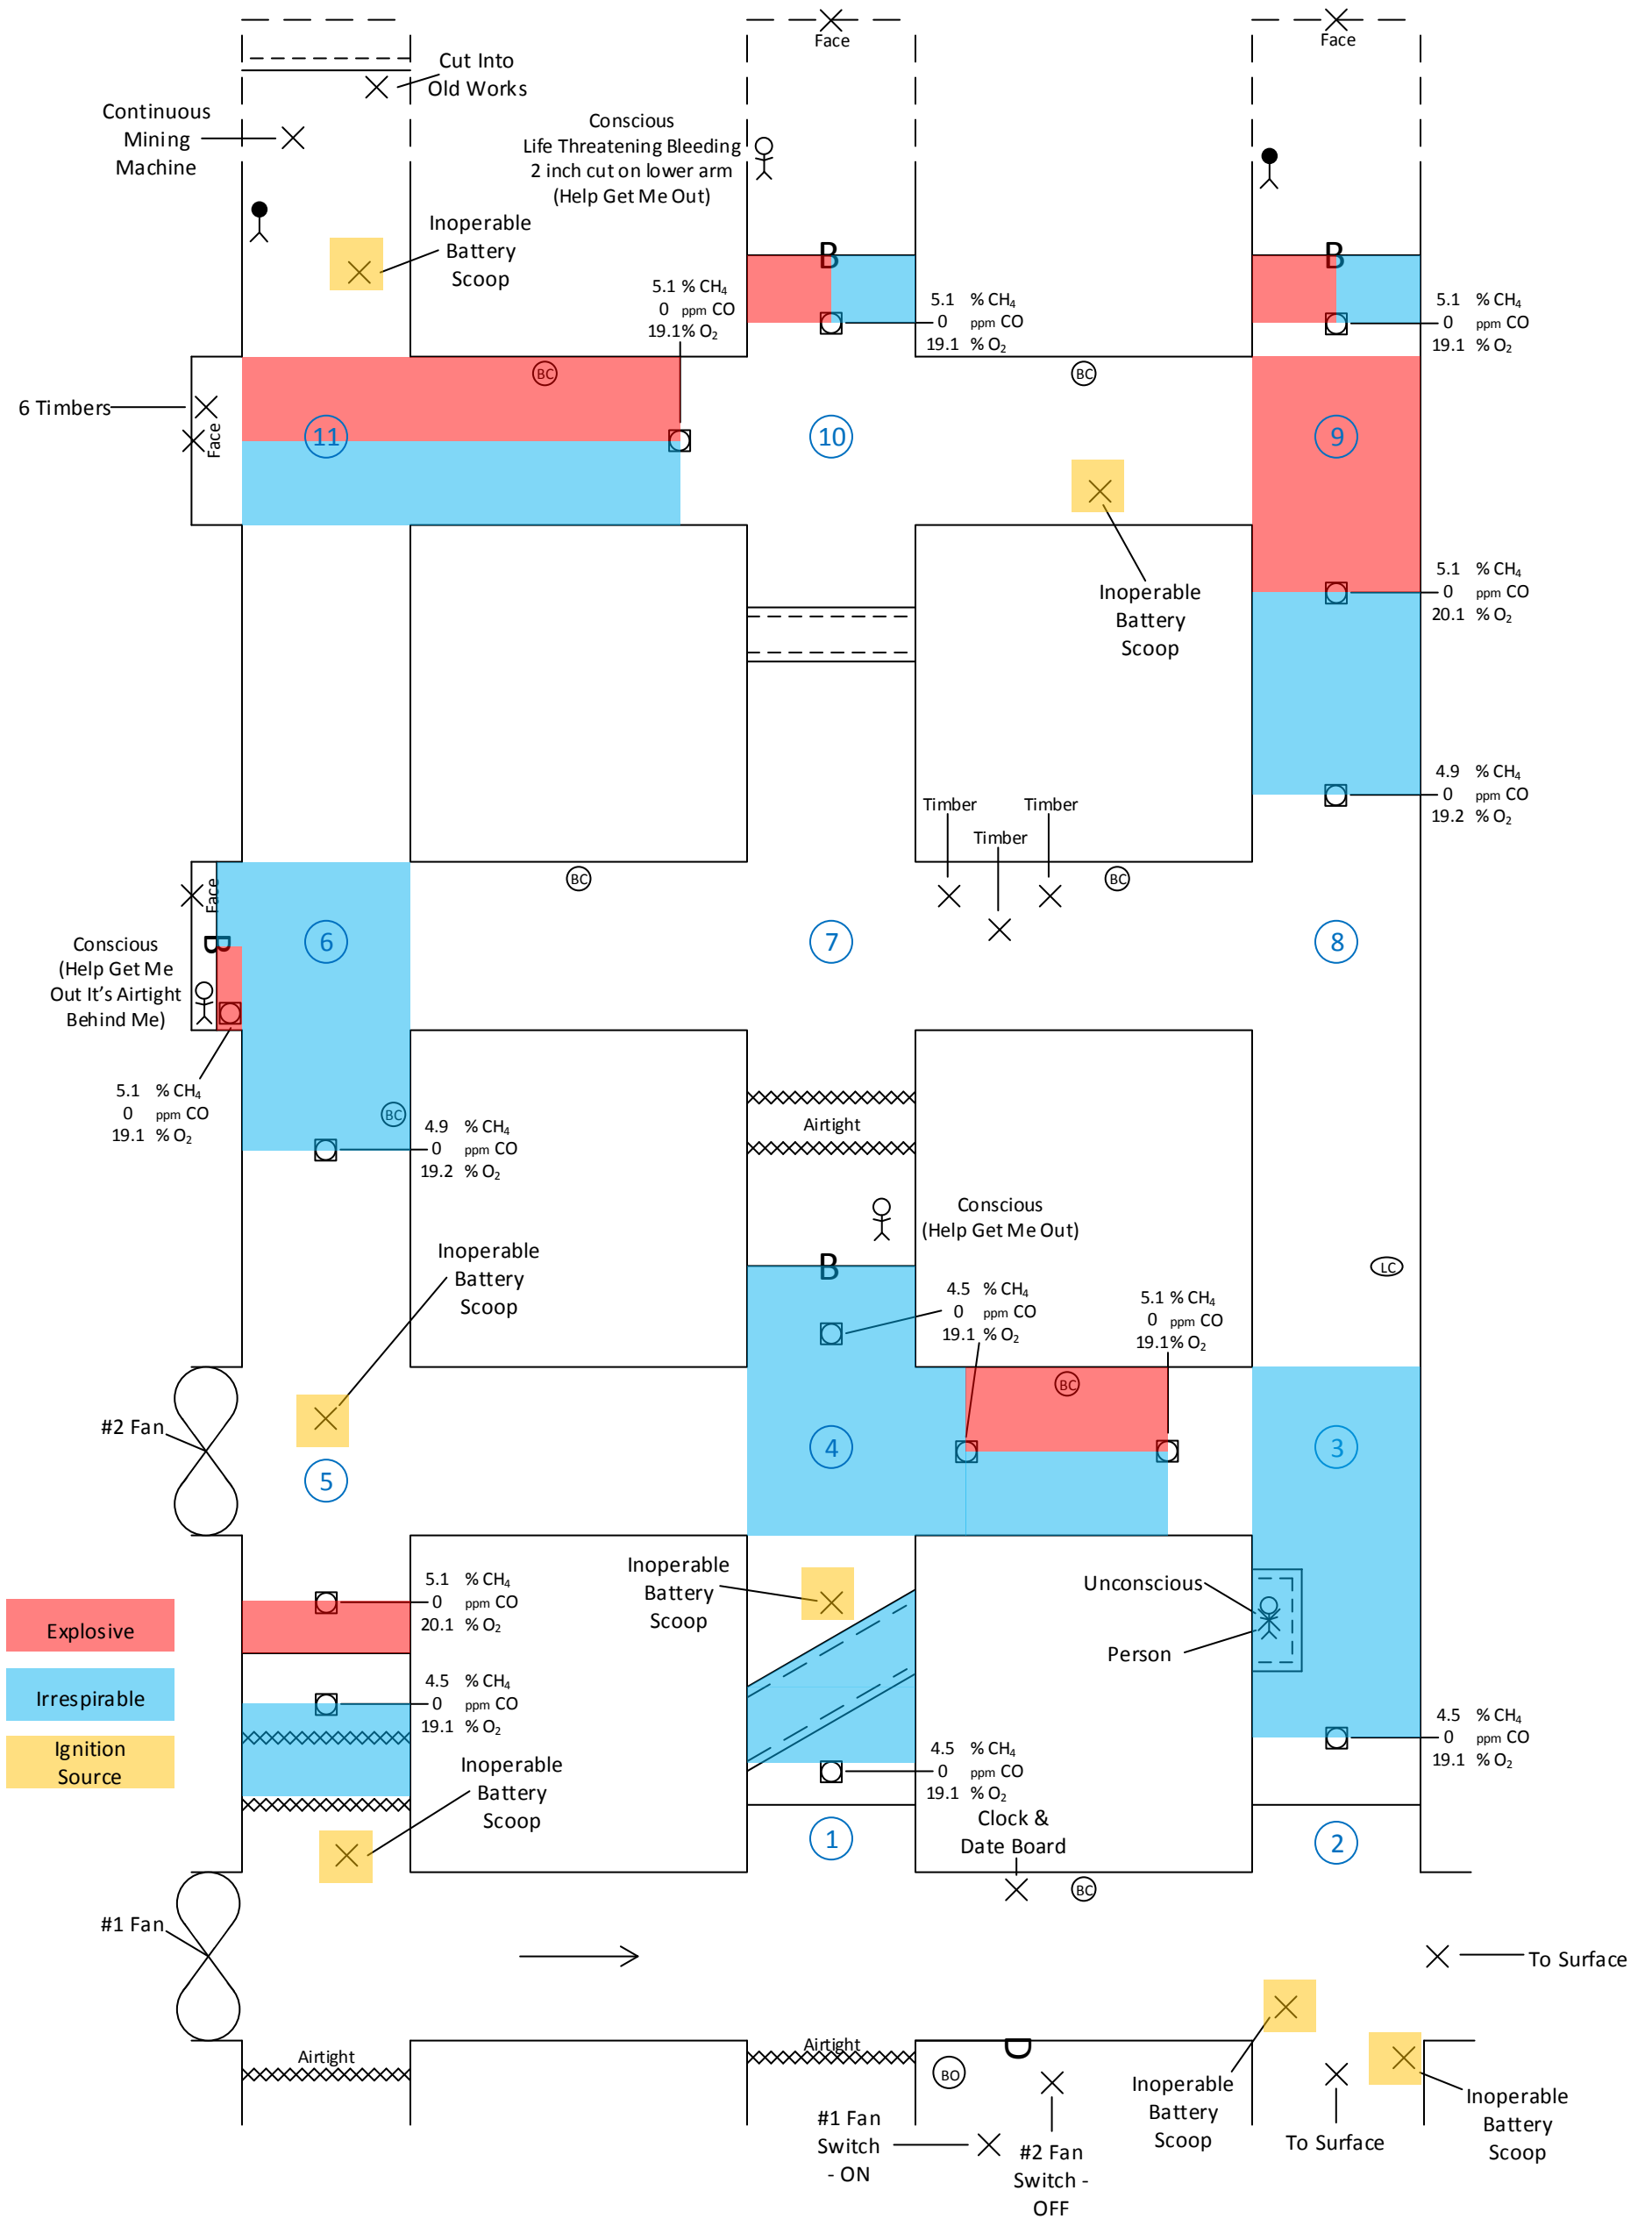 Face
Face
Cut Into
Old Works
Continuous
Mining
Machine
Conscious
Life Threatening Bleeding
2 inch cut on lower arm
(Help Get Me Out)
Inoperable
Battery
Scoop
B
B
5.1 % CH₄
0 ppm CO
19.1% O₂
5.1 % CH₄
0 ppm CO
19.1 % O₂
5.1 % CH₄
0 ppm CO
19.1 % O₂
BC
BC
6 Timbers
Face
11
10
9
Inoperable
Battery
Scoop
5.1 % CH₄
0 ppm CO
20.1 % O₂
4.9 % CH₄
0 ppm CO
19.2 % O₂
Timber
Timber
Timber
BC
BC
Face
B
6
7
8
Conscious
(Help Get Me
Out It's Airtight
Behind Me)
5.1 % CH₄
0 ppm CO
19.1 % O₂
BC
4.9 % CH₄
0 ppm CO
19.2 % O₂
Airtight
Conscious
(Help Get Me Out)
B
LC
Inoperable
Battery
Scoop
4.5 % CH₄
0 ppm CO
19.1 % O₂
5.1 % CH₄
0 ppm CO
19.1% O₂
BC
#2 Fan
5
4
3
5.1 % CH₄
0 ppm CO
20.1 % O₂
Inoperable
Battery
Scoop
Unconscious
Person
Explosive
Irrespirable
Ignition
Source
4.5 % CH₄
0 ppm CO
19.1 % O₂
4.5 % CH₄
0 ppm CO
19.1 % O₂
4.5 % CH₄
0 ppm CO
19.1 % O₂
Inoperable
Battery
Scoop
1
Clock &
Date Board
2
BC
#1 Fan
To Surface
Airtight
Airtight
D
BO
Inoperable
Battery
Scoop
To Surface
Inoperable
Battery
Scoop
#1 Fan
Switch
- ON
#2 Fan
Switch -
OFF